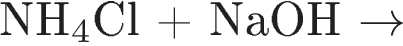 NH₄Cl + NaOH →